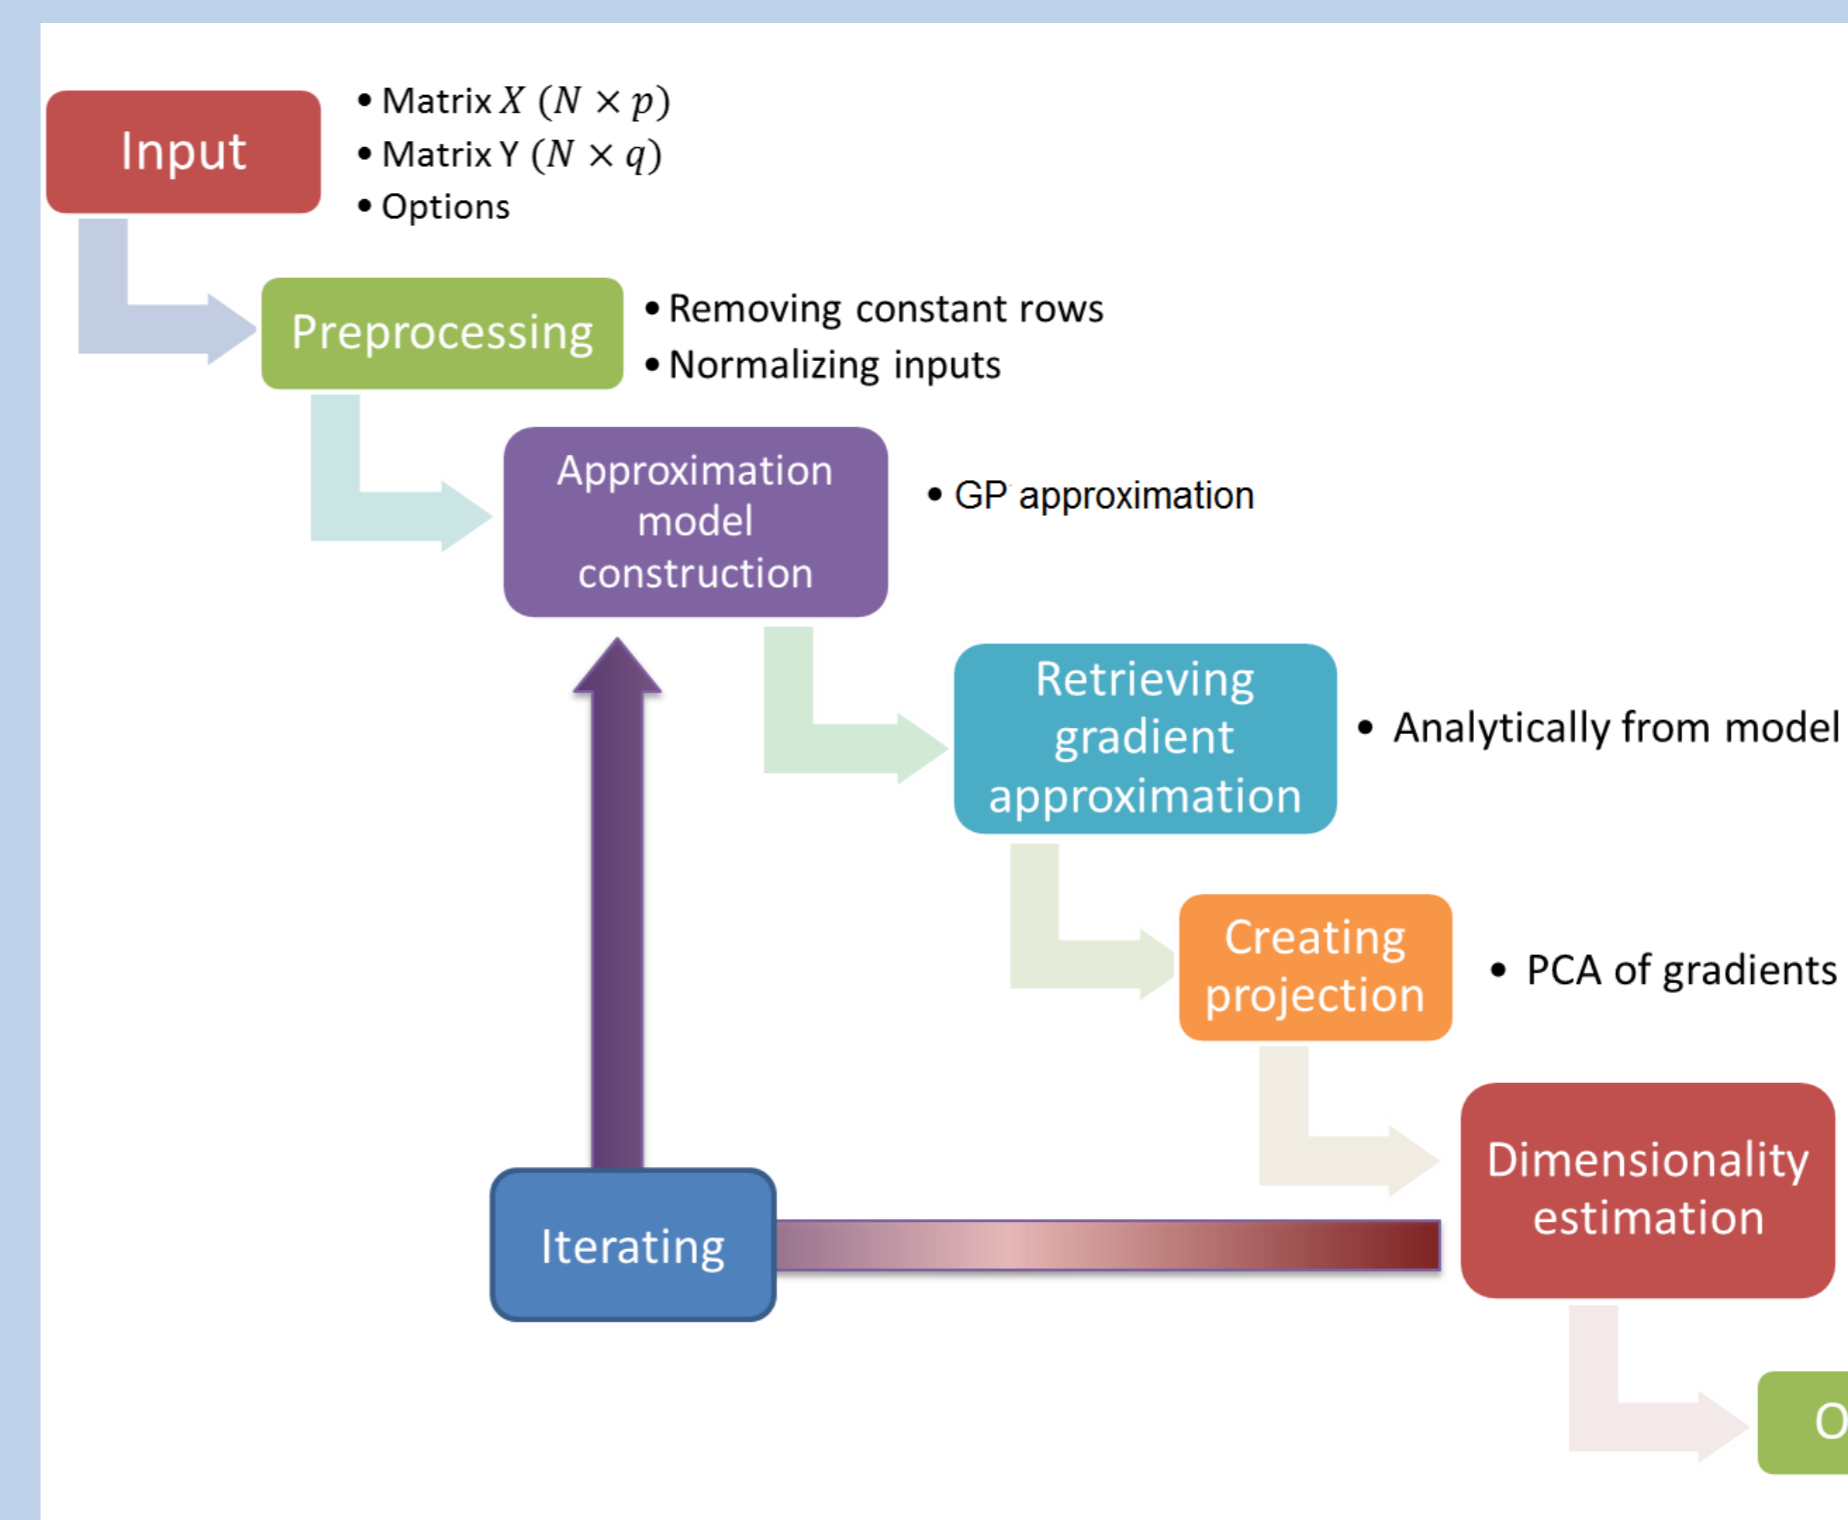 Input
• Matrix X (N × p)
• Matrix Y (N × q)
• Options
Preprocessing
• Removing constant rows
• Normalizing inputs
Approximation
model
construction
• GP approximation
Retrieving
gradient
approximation
• Analytically from model
Creating
projection
• PCA of gradients
Dimensionality
estimation
Iterating